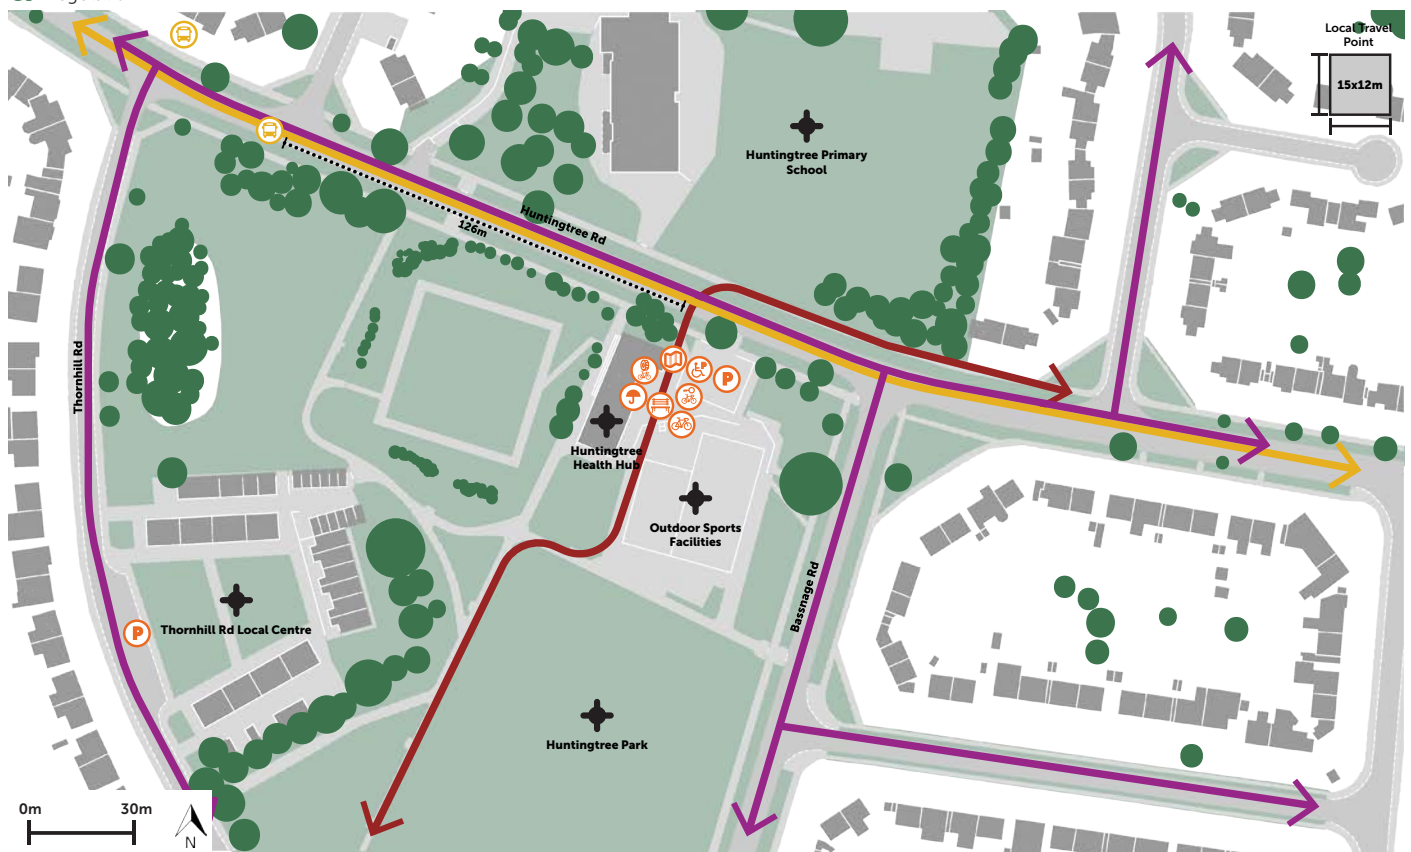 Local Travel
Point
15x12m
Huntingtree Primary
School
Huntingtree Rd
126m
Thornhill Rd
P
P
Huntingtree
Health Hub
Outdoor Sports
Facilities
Bassnage Rd
P
Thornhill Rd Local Centre
Huntingtree Park
0m
30m
N